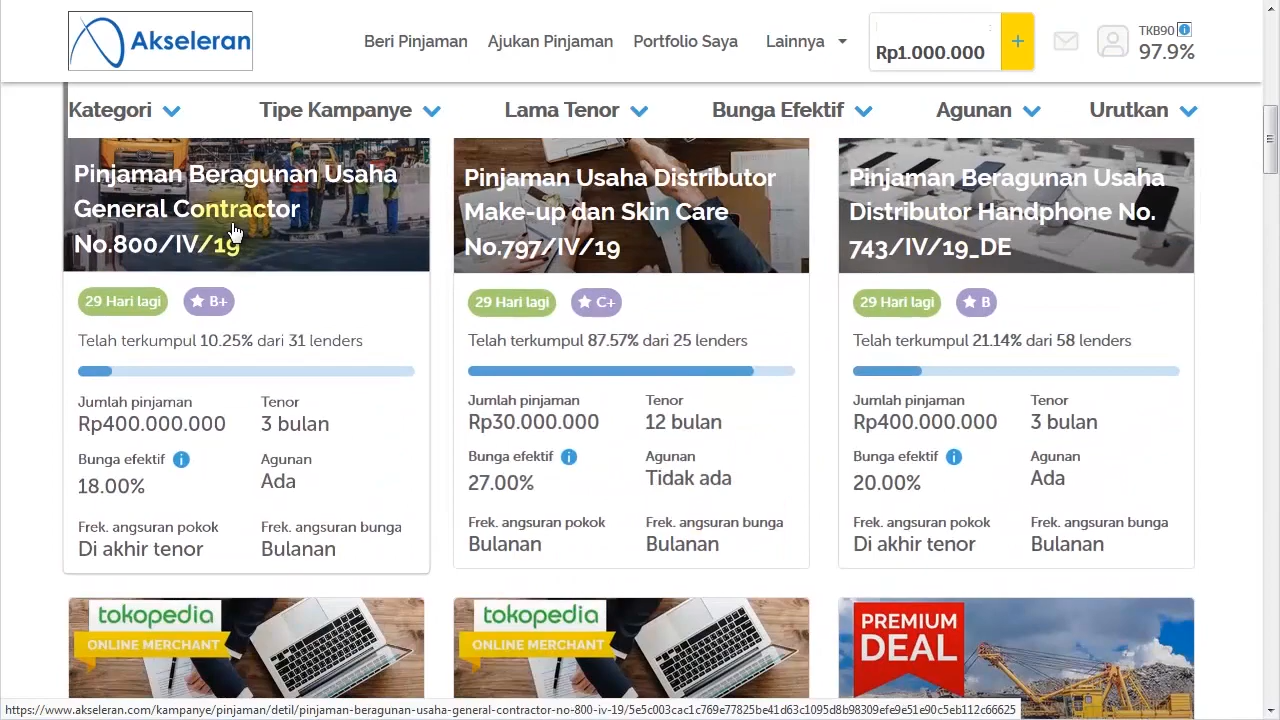 Akseleran
Beri Pinjaman
Ajukan Pinjaman
Portfolio Saya
Lainnya
Rp1.000.000
+
TKB90 i
97.9%
Kategori
Tipe Kampanye
Lama Tenor
Bunga Efektif
Agunan
Urutkan
Pinjaman Beragunan Usaha
General Contractor
No.800/IV/19
29 Hari lagi
B+
Telah terkumpul 10.25% dari 31 lenders
Jumlah pinjaman
Tenor
Rp400.000.000
3 bulan
Bunga efektif i
Agunan
18.00%
Ada
Frek. angsuran pokok
Frek. angsuran bunga
Di akhir tenor
Bulanan
Pinjaman Usaha Distributor
Make-up dan Skin Care
No.797/IV/19
29 Hari lagi
C+
Telah terkumpul 87.57% dari 25 lenders
Jumlah pinjaman
Tenor
Rp30.000.000
12 bulan
Bunga efektif i
Agunan
27.00%
Tidak ada
Frek. angsuran pokok
Frek. angsuran bunga
Bulanan
Bulanan
Pinjaman Beragunan Usaha
Distributor Handphone No.
743/IV/19_DE
29 Hari lagi
B
Telah terkumpul 21.14% dari 58 lenders
Jumlah pinjaman
Tenor
Rp400.000.000
3 bulan
Bunga efektif i
Agunan
20.00%
Ada
Frek. angsuran pokok
Frek. angsuran bunga
Di akhir tenor
Bulanan
tokopedia
ONLINE MERCHANT
tokopedia
ONLINE MERCHANT
PREMIUM
DEAL
https://www.akseleran.com/kampanye/pinjaman/detil/pinjaman-beragunan-usaha-general-contractor-no-800-iv-19/5e5c003cac1c769e77825be41d63c1095d8b98309efe9e51e90c5eb112c66625